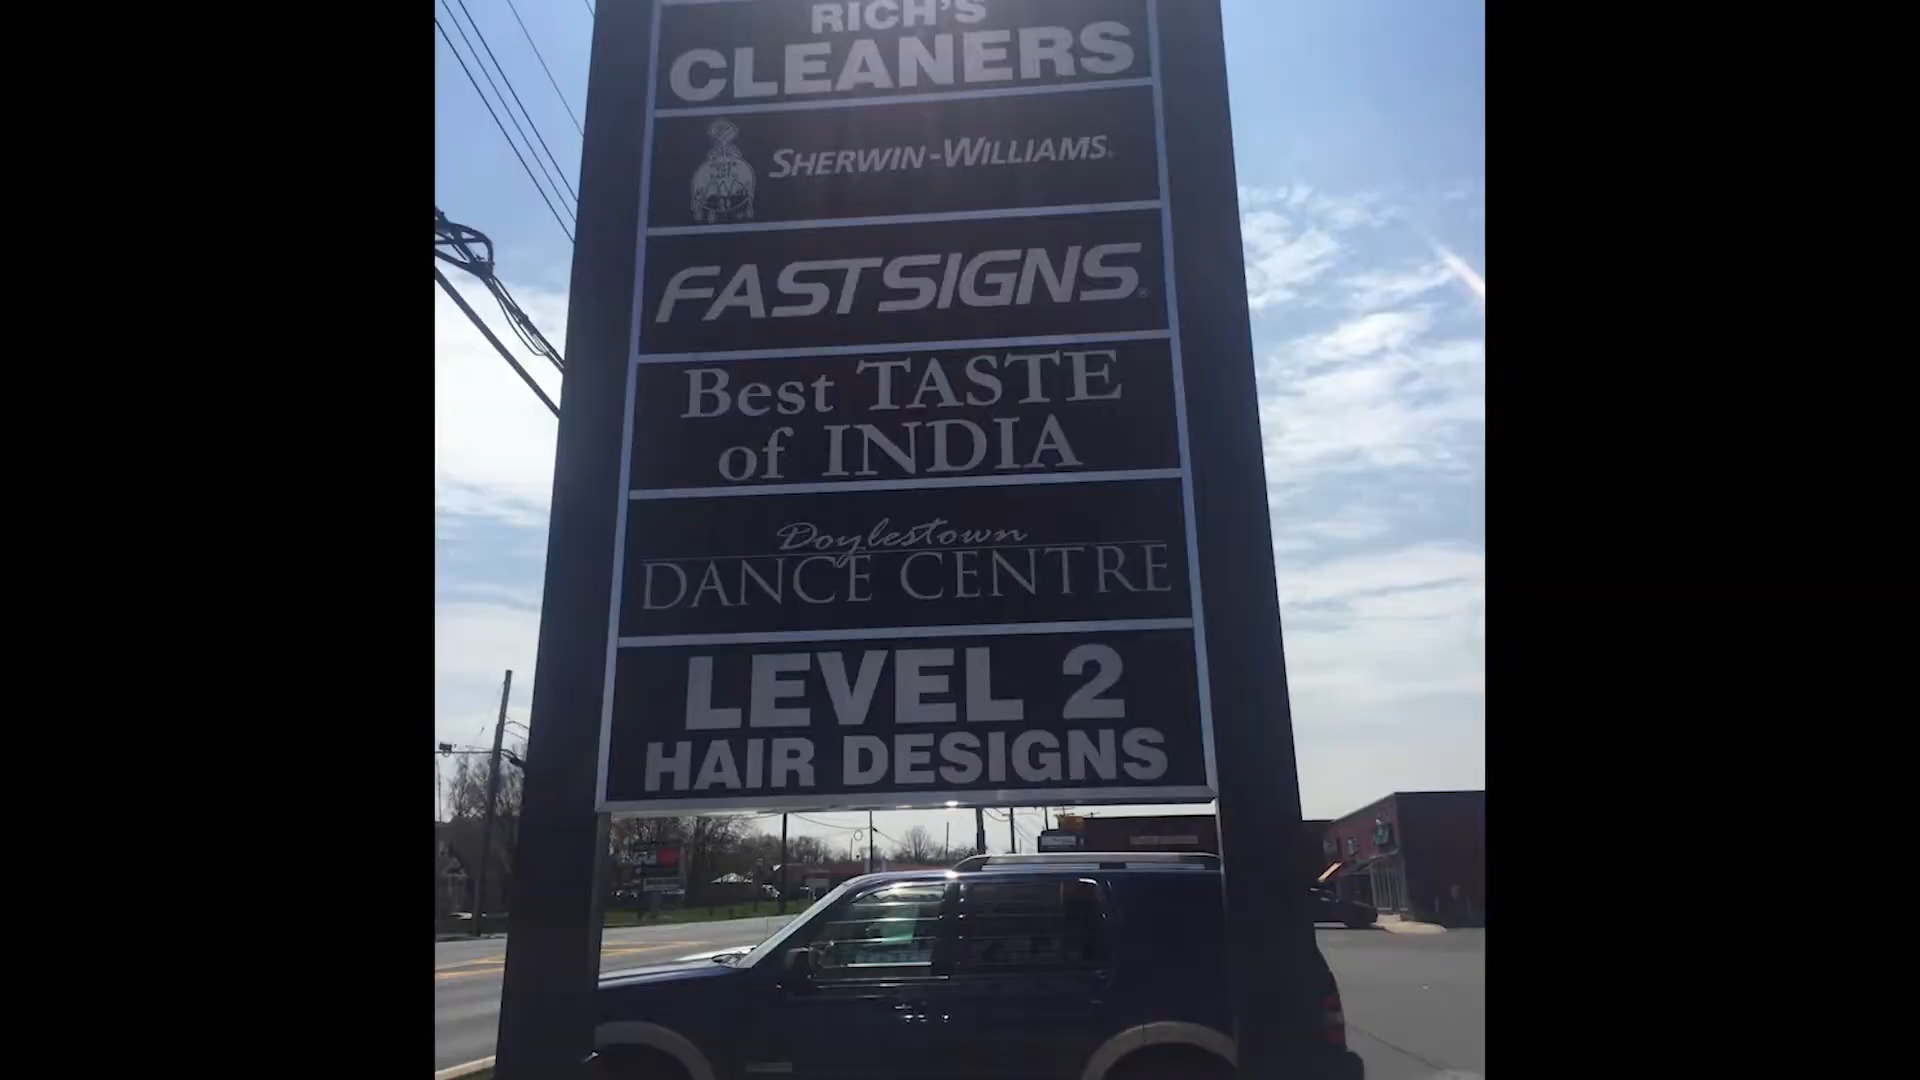 RICH'S
CLEANERS
SHERWIN-WILLIAMS.
FASTSIGNS®
Best TASTE
of INDIA
Doylestown
DANCE CENTRE
LEVEL 2
HAIR DESIGNS